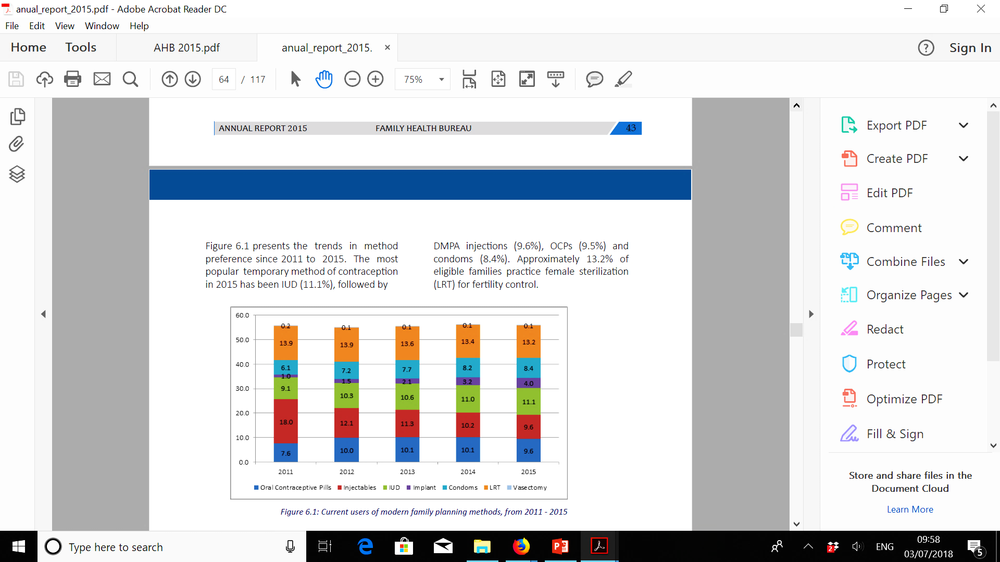 anual_report_2015.pdf - Adobe Acrobat Reader DC
File Edit View Window Help
Home Tools AHB 2015.pdf anual_report_2015. × ? Sign In
64 / 117 75%
ANNUAL REPORT 2015 FAMILY HEALTH BUREAU 43
Figure 6.1 presents the trends in method
preference since 2011 to 2015. The most
popular temporary method of contraception
in 2015 has been IUD (11.1%), followed by
DMPA injections (9.6%), OCPs (9.5%) and
condoms (8.4%). Approximately 13.2% of
eligible families practice female sterilization
(LRT) for fertility control.
60.0
50.0
40.0
30.0
20.0
10.0
0.0
0.2 0.1 0.1 0.1 0.1
13.9 13.9 13.6 13.4 13.2
6.1 7.2 7.7 8.2 8.4
1.0 1.5 2.1 3.2 4.0
9.1 10.3 10.6 11.0 11.1
18.0 12.1 11.3 10.2 9.6
7.6 10.0 10.1 10.1 9.6
2011 2012 2013 2014 2015
Oral Contraceptive Pills Injectables IUD Implant Condoms LRT Vasectomy
Figure 6.1: Current users of modern family planning methods, from 2011 - 2015
Export PDF
Create PDF
Edit PDF
Comment
Combine Files
Organize Pages
Redact
Protect
Optimize PDF
Fill & Sign
Store and share files in the
Document Cloud
Learn More
Type here to search
2
ENG
09:58
03/07/2018
5